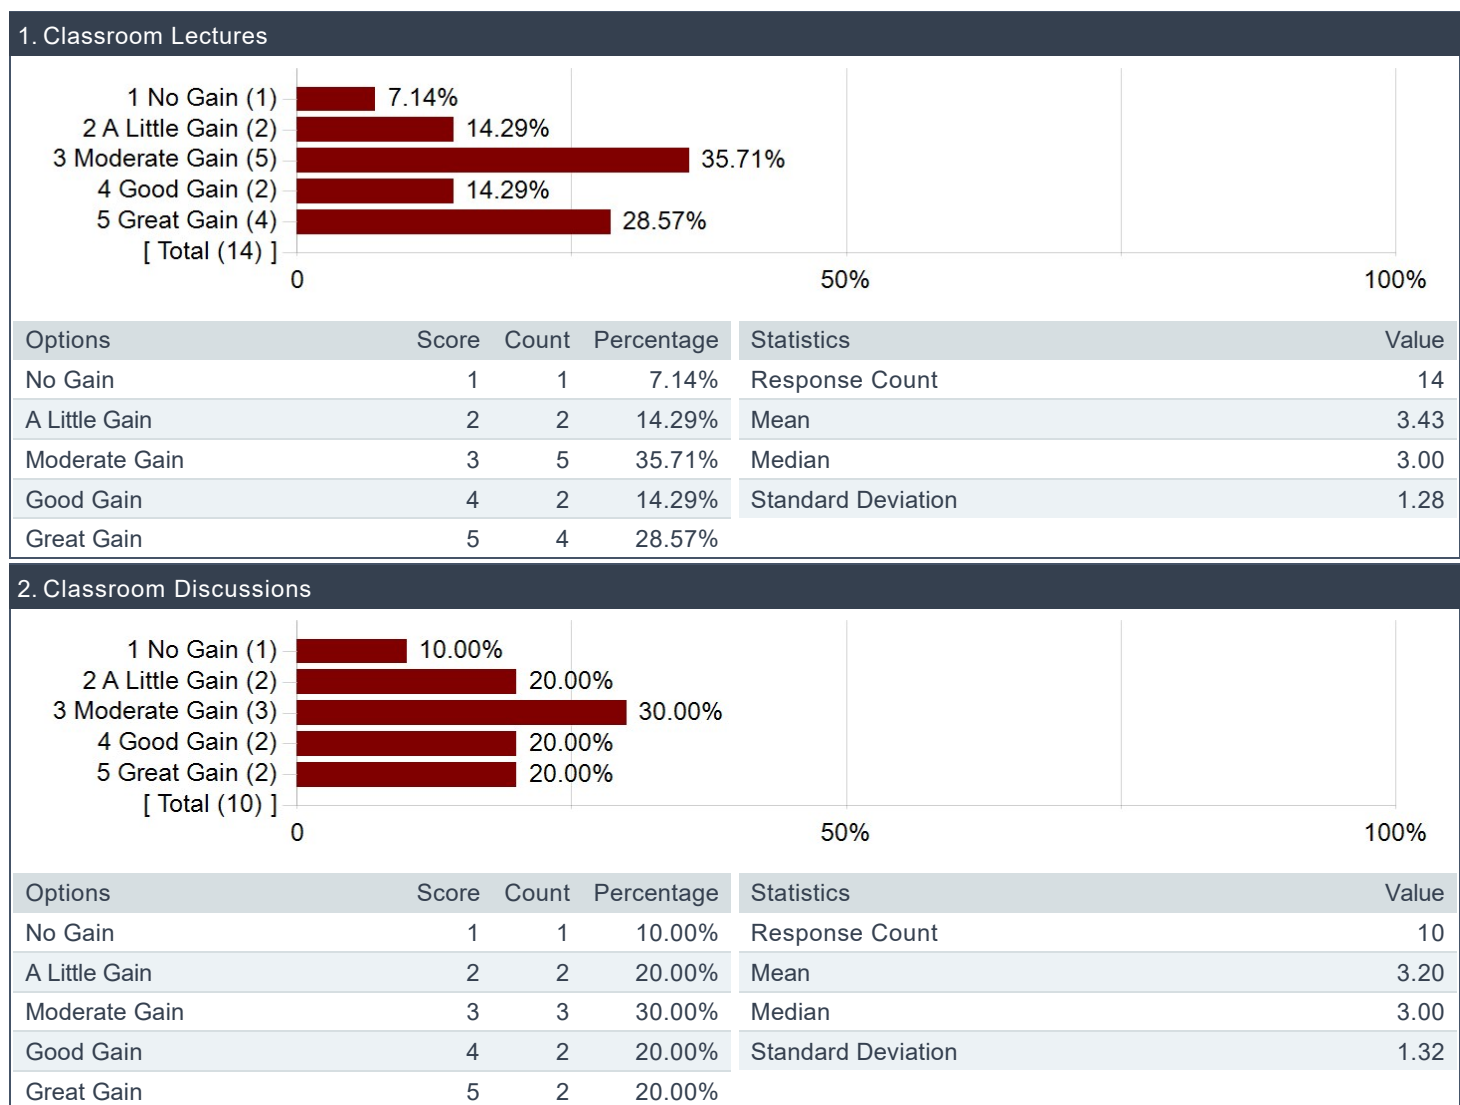 1. Classroom Lectures
1 No Gain (1) 7.14%
2 A Little Gain (2) 14.29%
3 Moderate Gain (5) 35.71%
4 Good Gain (2) 14.29%
5 Great Gain (4) 28.57%
[ Total (14) ]
0 50% 100%
Options Score Count Percentage Statistics Value
No Gain 1 1 7.14% Response Count 14
A Little Gain 2 2 14.29% Mean 3.43
Moderate Gain 3 5 35.71% Median 3.00
Good Gain 4 2 14.29% Standard Deviation 1.28
Great Gain 5 4 28.57%
2. Classroom Discussions
1 No Gain (1) 10.00%
2 A Little Gain (2) 20.00%
3 Moderate Gain (3) 30.00%
4 Good Gain (2) 20.00%
5 Great Gain (2) 20.00%
[ Total (10) ]
0 50% 100%
Options Score Count Percentage Statistics Value
No Gain 1 1 10.00% Response Count 10
A Little Gain 2 2 20.00% Mean 3.20
Moderate Gain 3 3 30.00% Median 3.00
Good Gain 4 2 20.00% Standard Deviation 1.32
Great Gain 5 2 20.00%